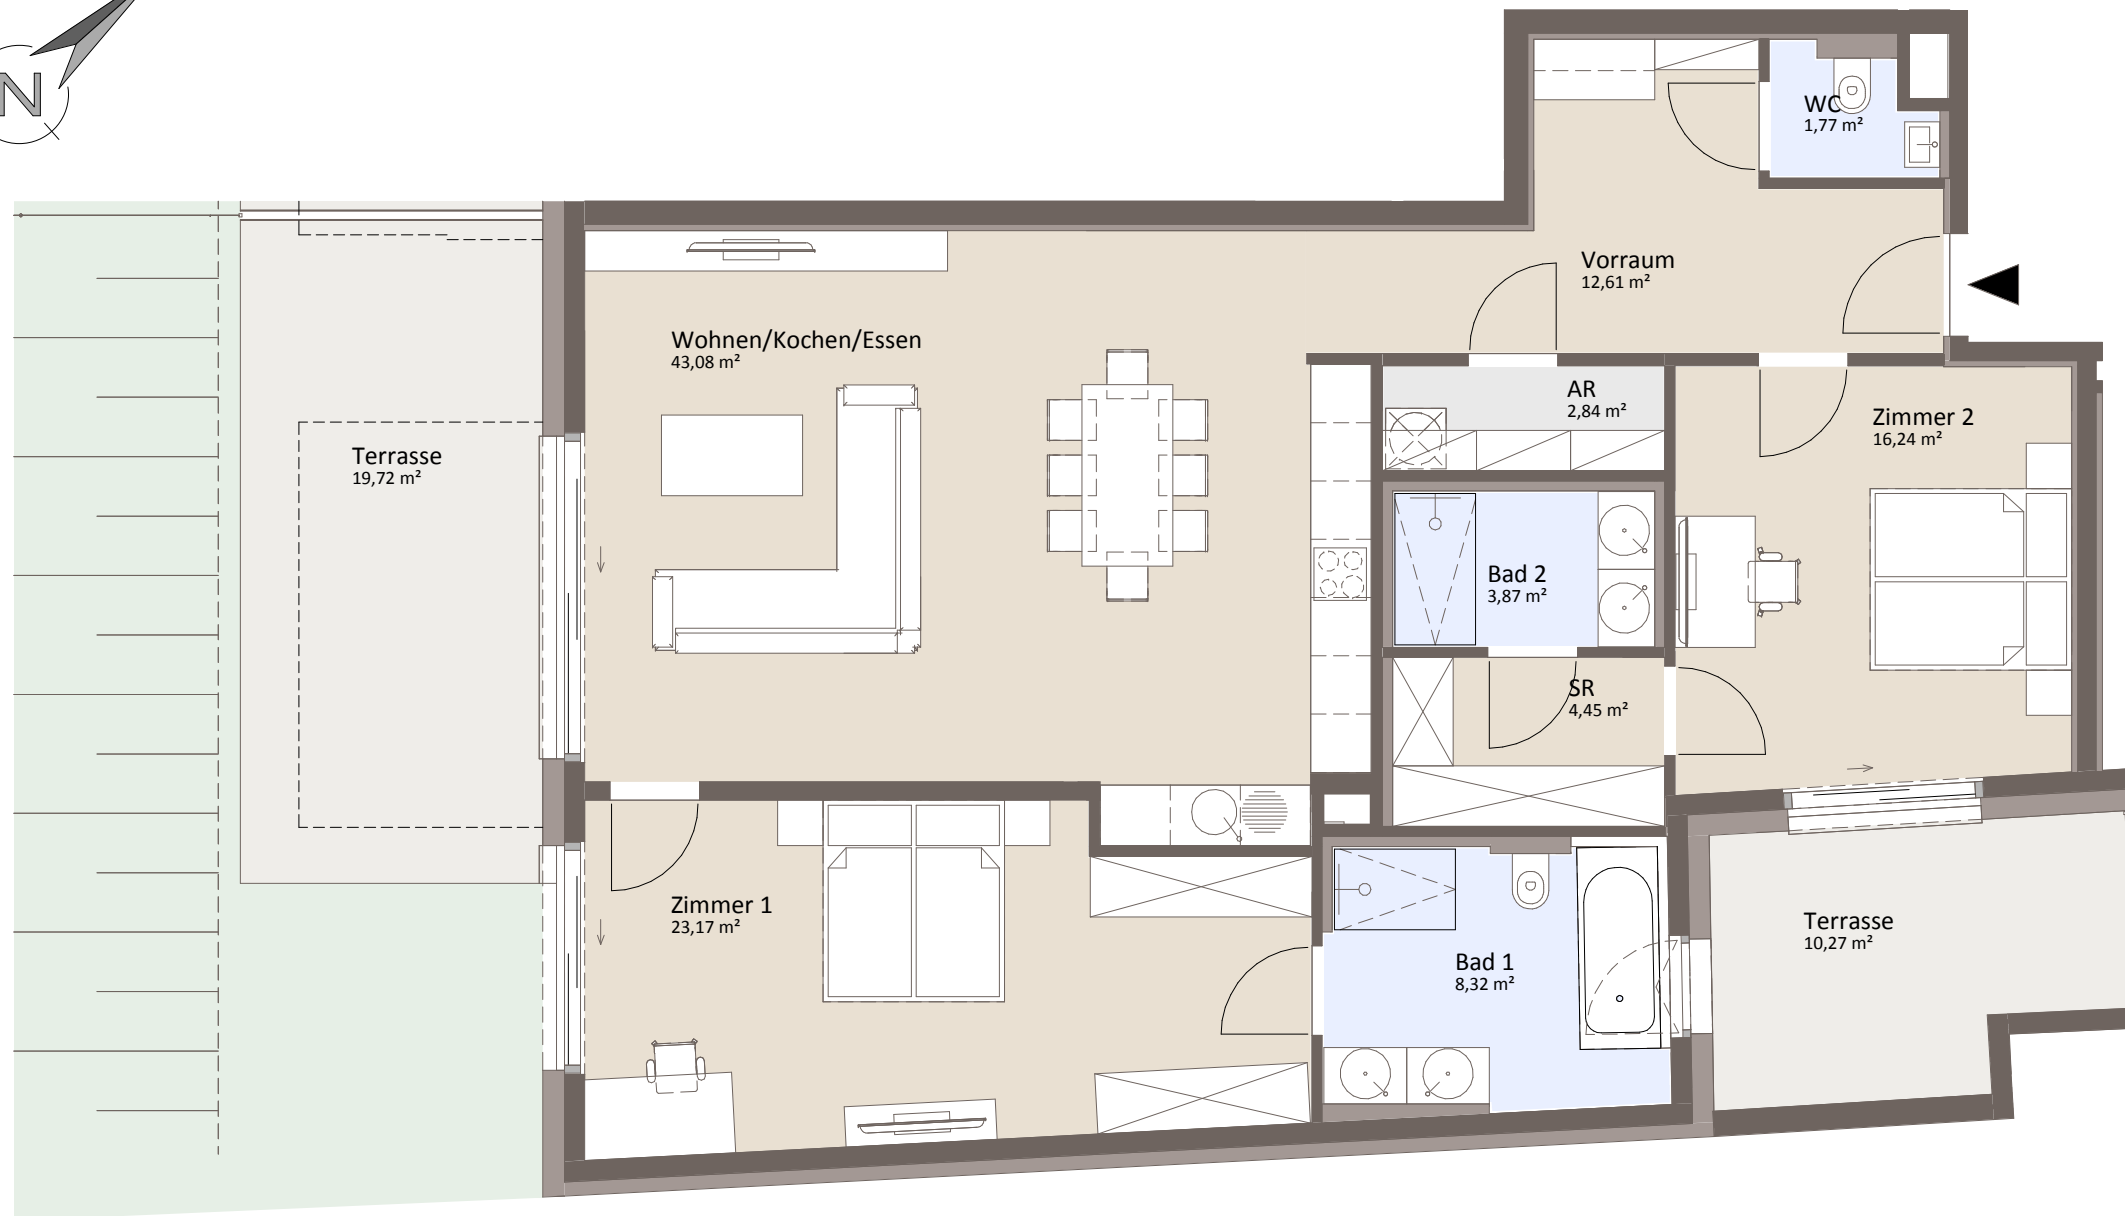 N
WC
1,77 m²
Vorraum
12,61 m²
Wohnen/Kochen/Essen
43,08 m²
AR
2,84 m²
Zimmer 2
16,24 m²
Terrasse
19,72 m²
Bad 2
3,87 m²
SR
4,45 m²
Zimmer 1
23,17 m²
Terrasse
10,27 m²
Bad 1
8,32 m²